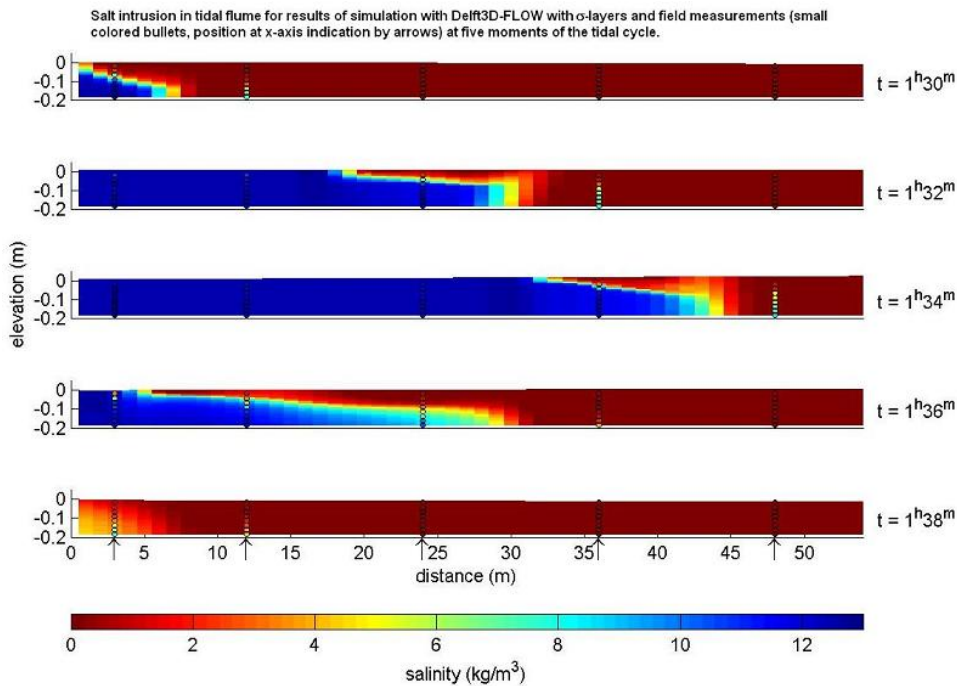 Salt intrusion in tidal flume for results of simulation with Delft3D-FLOW with σ-layers and field measurements (small
colored bullets, position at x-axis indication by arrows) at five moments of the tidal cycle.
0
-0.1
-0.2
t = 1h30m
0
-0.1
-0.2
t = 1h32m
elevation (m)
0
-0.1
-0.2
t = 1h34m
0
-0.1
-0.2
t = 1h36m
0
-0.1
-0.2
t = 1h38m
0 5 10 15 20 25 30 35 40 45 50
distance (m)
0 2 4 6 8 10 12
salinity (kg/m3)